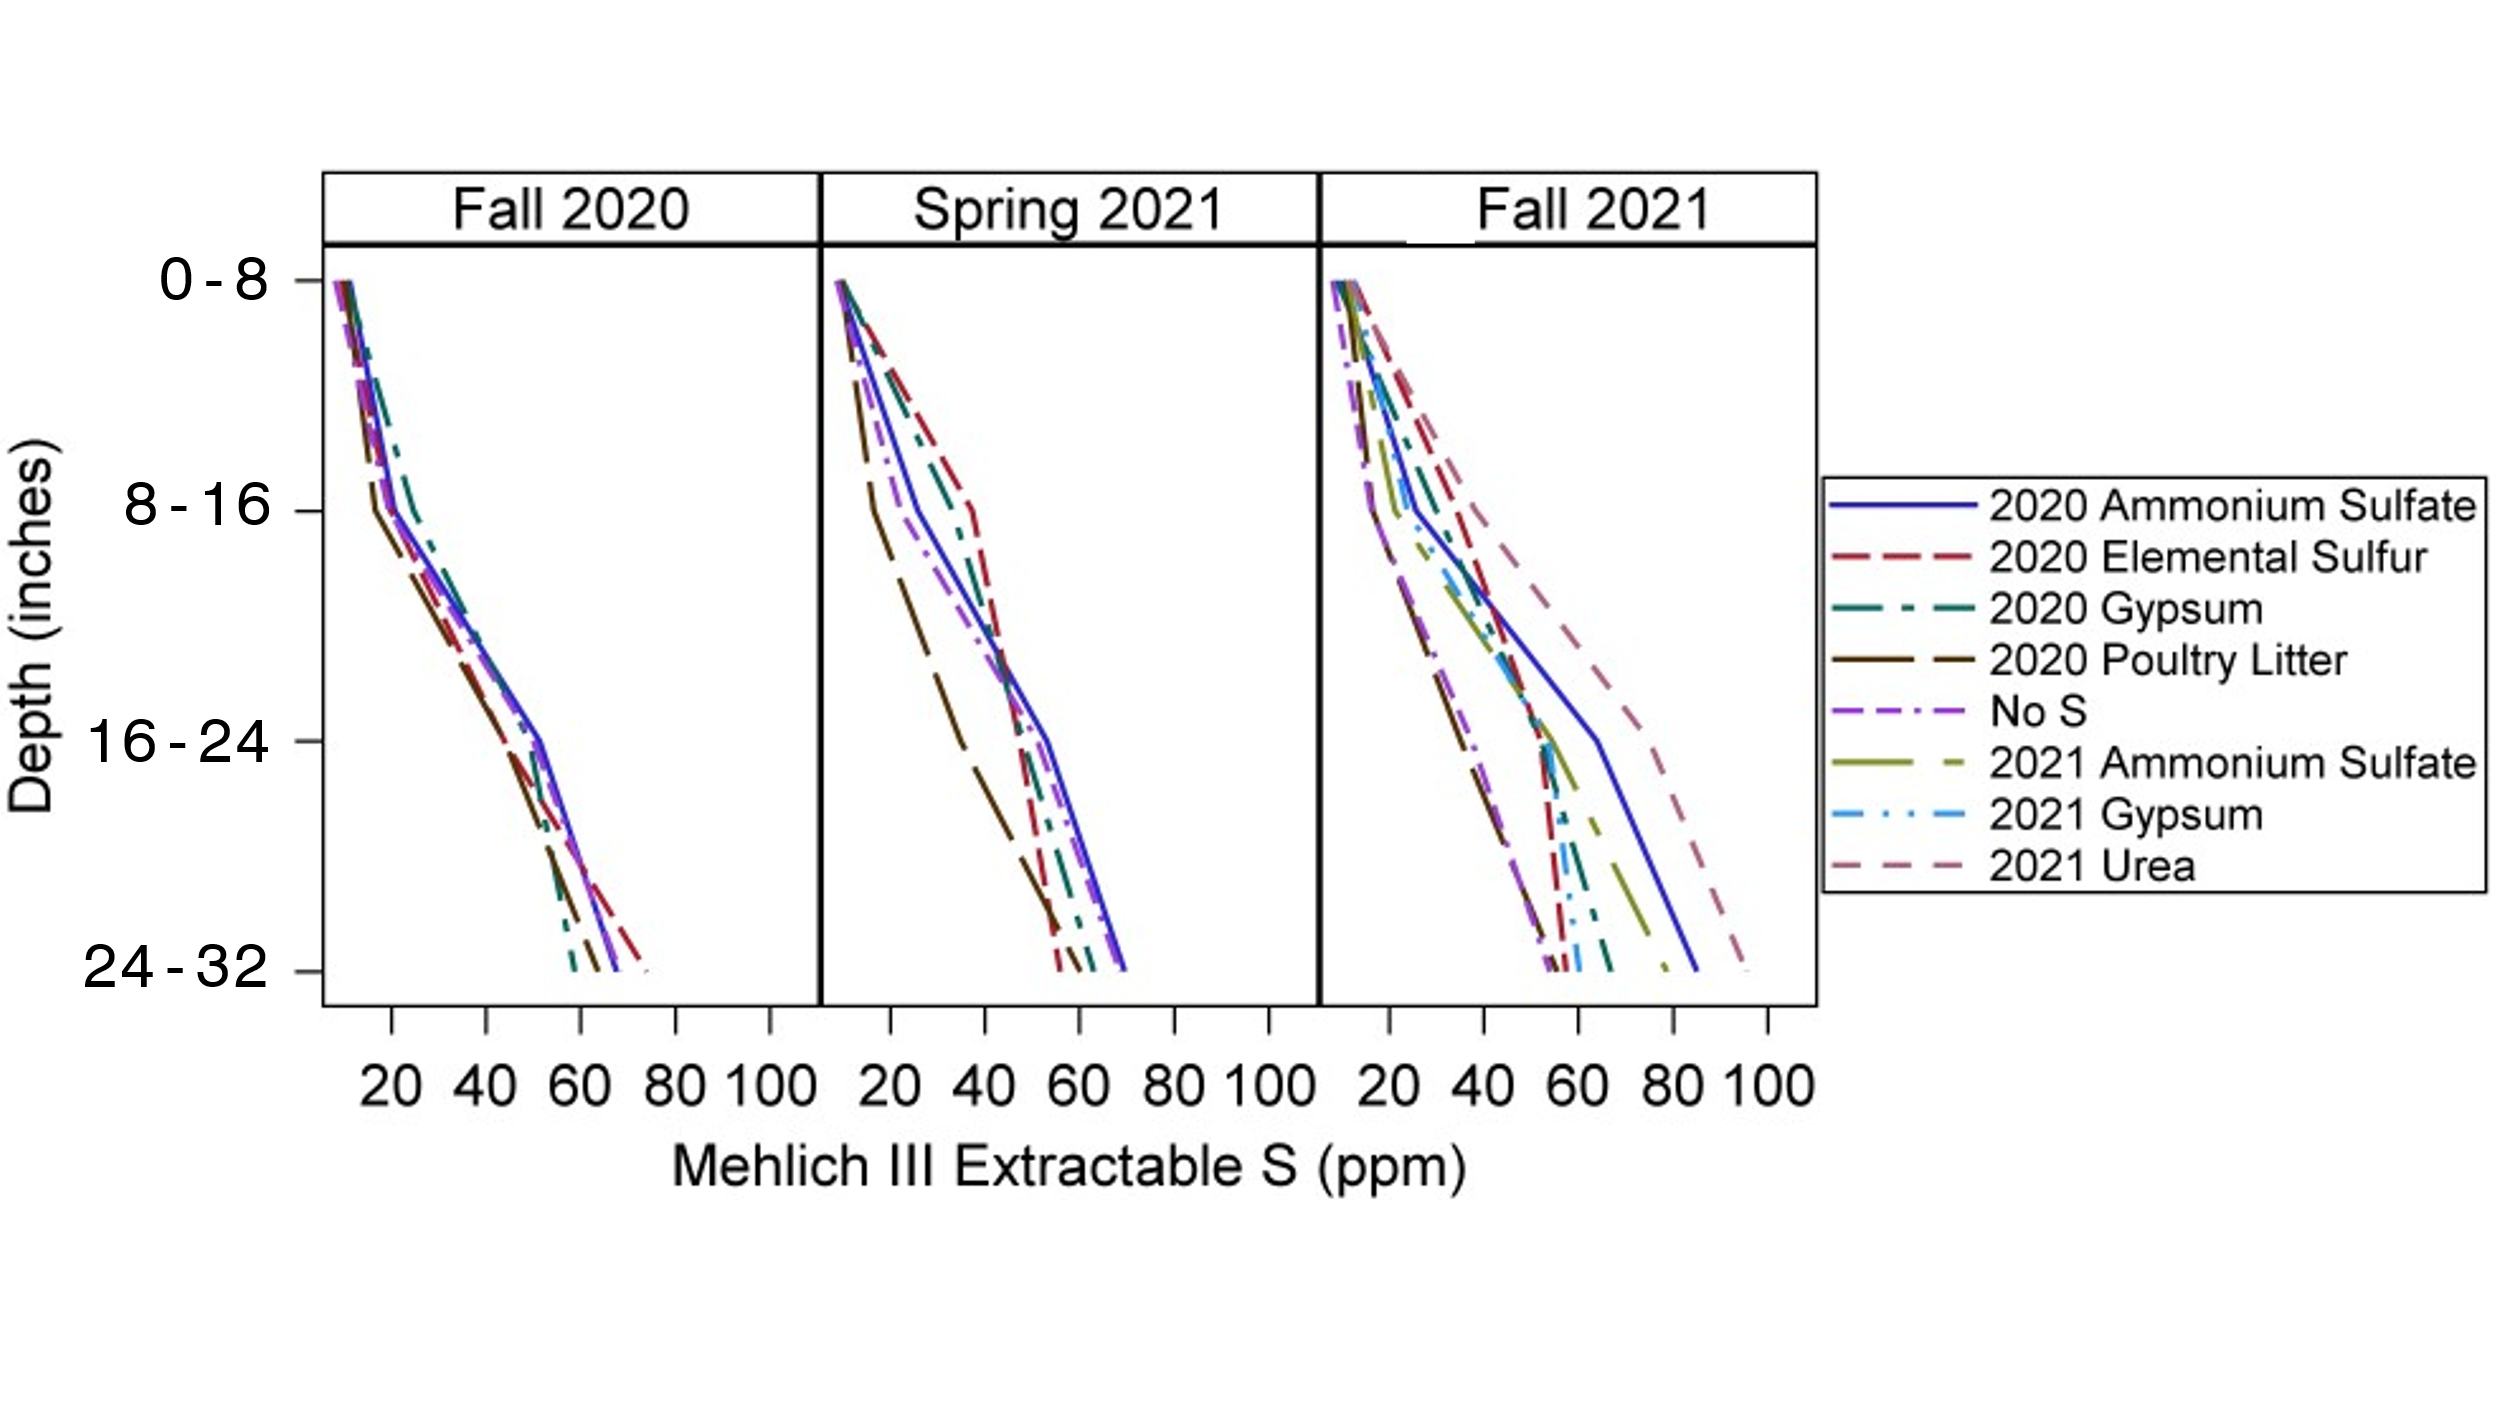 Fall 2020
Spring 2021
Fall 2021
Depth (inches)
0-8
8-16
16-24
24-32
20 40 60 80 100 20 40 60 80 100 20 40 60 80 100
Mehlich III Extractable S (ppm)
2020 Ammonium Sulfate
2020 Elemental Sulfur
2020 Gypsum
2020 Poultry Litter
No S
2021 Ammonium Sulfate
2021 Gypsum
2021 Urea